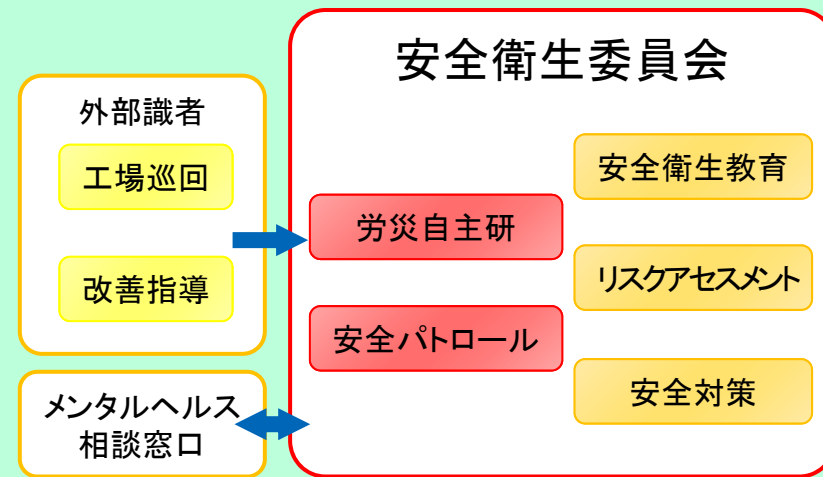 安全衛生委員会
外部識者
工場巡回
改善指導
メンタルヘルス
相談窓口
労災自主研
安全パトロール
安全衛生教育
リスクアセスメント
安全対策